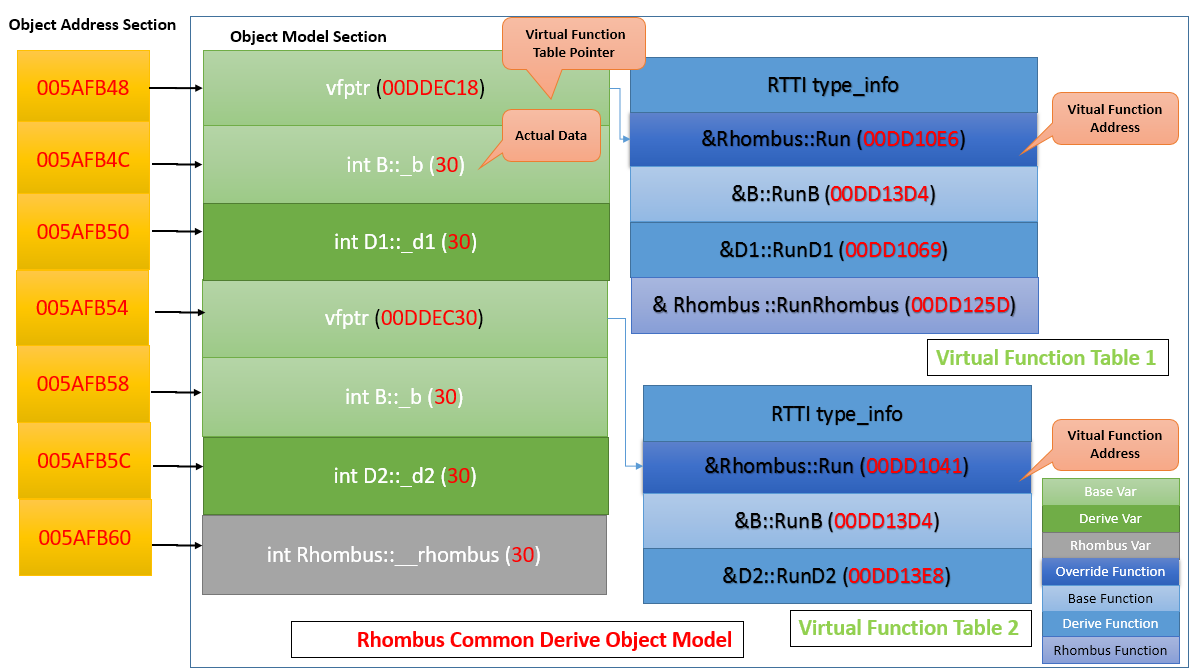 Object Address Section
005AFB48
005AFB4C
005AFB50
005AFB54
005AFB58
005AFB5C
005AFB60
Object Model Section
Virtual Function
Table Pointer
vfptr (00DDEC18)
Actual Data
int B::_b (30)
int D1::_d1 (30)
vfptr (00DDEC30)
int B::_b (30)
int D2::_d2 (30)
int Rhombus::__rhombus (30)
RTTI type_info
&Rhombus::Run (00DD10E6)
&B::RunB (00DD13D4)
&D1::RunD1 (00DD1069)
& Rhombus ::RunRhombus (00DD125D)
Vitual Function
Address
Virtual Function Table 1
RTTI type_info
&Rhombus::Run (00DD1041)
&B::RunB (00DD13D4)
&D2::RunD2 (00DD13E8)
Vitual Function
Address
Virtual Function Table 2
Base Var
Derive Var
Rhombus Var
Override Function
Base Function
Derive Function
Rhombus Function
Rhombus Common Derive Object Model